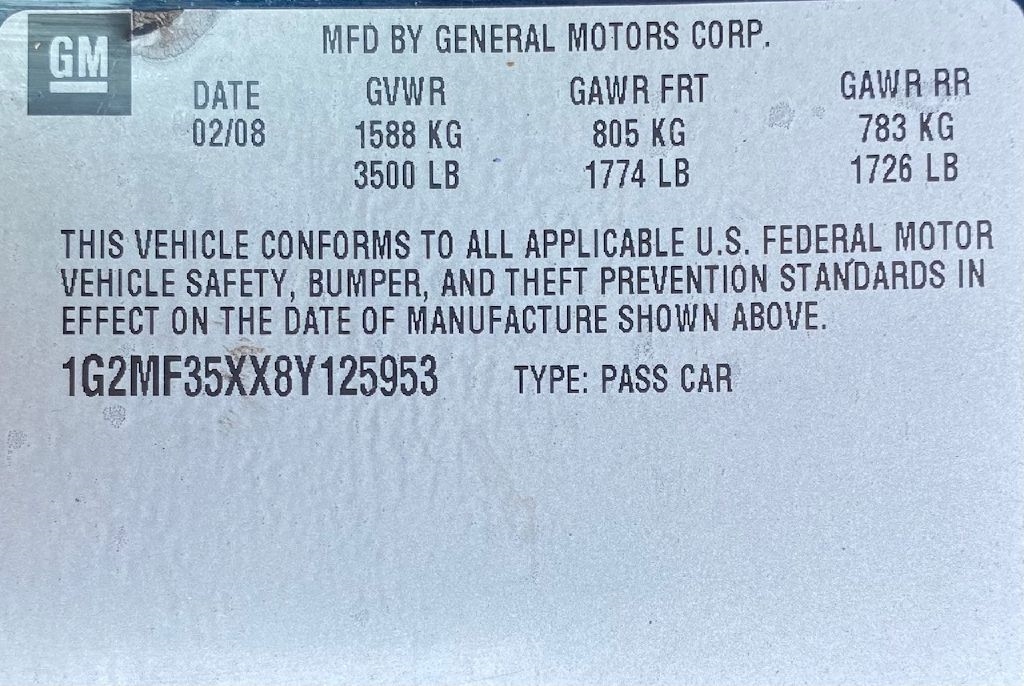 GM
MFD BY GENERAL MOTORS CORP.
DATE GVWR GAWR FRT GAWR RR
02/08 1588 KG 805 KG 783 KG
3500 LB 1774 LB 1726 LB
THIS VEHICLE CONFORMS TO ALL APPLICABLE U.S. FEDERAL MOTOR
VEHICLE SAFETY, BUMPER, AND THEFT PREVENTION STANDARDS IN
EFFECT ON THE DATE OF MANUFACTURE SHOWN ABOVE.
1G2MF35XX8Y125953 TYPE: PASS CAR